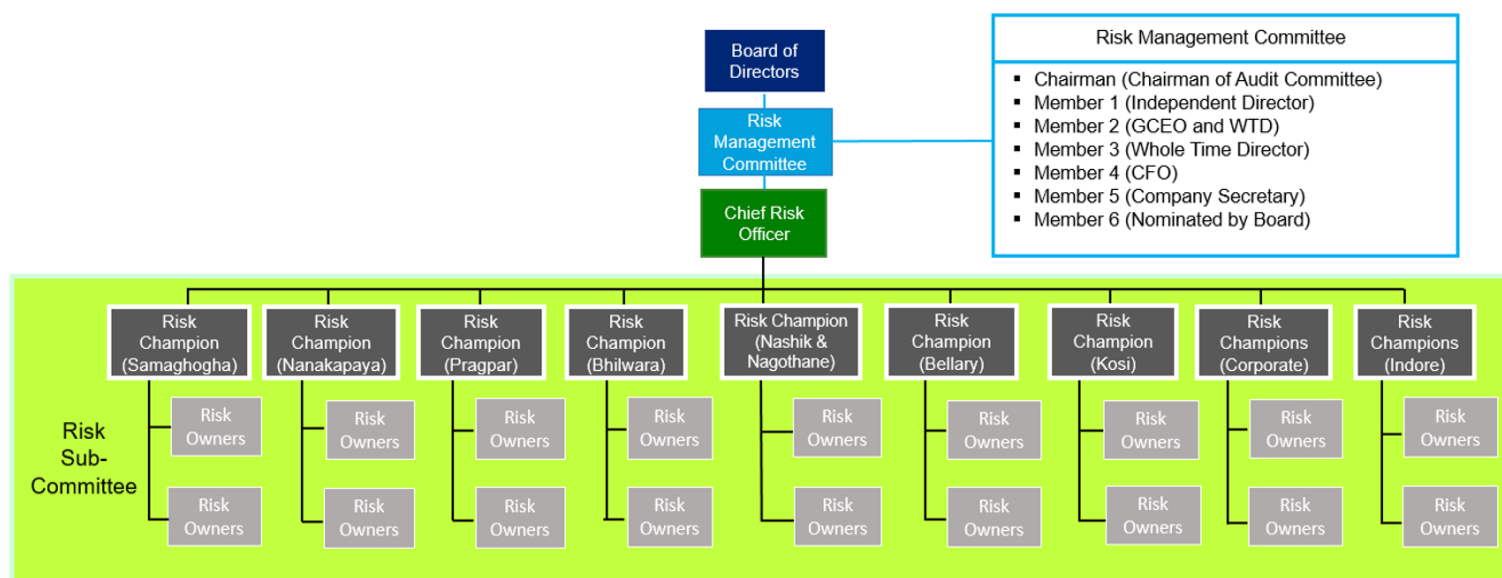 Board of
Directors
Risk
Management
Committee
Chief Risk
Officer
Risk Management Committee
▪ Chairman (Chairman of Audit Committee)
▪ Member 1 (Independent Director)
▪ Member 2 (GCEO and WTD)
▪ Member 3 (Whole Time Director)
▪ Member 4 (CFO)
▪ Member 5 (Company Secretary)
▪ Member 6 (Nominated by Board)
Risk
Champion
(Samaghogha)
Risk
Champion
(Nanakapaya)
Risk
Champion
(Pragpar)
Risk
Champion
(Bhilwara)
Risk Champion
(Nashik &
Nagothane)
Risk
Champion
(Bellary)
Risk
Champion
(Kosi)
Risk
Champions
(Corporate)
Risk
Champions
(Indore)
Risk
Sub-
Committee
Risk
Owners
Risk
Owners
Risk
Owners
Risk
Owners
Risk
Owners
Risk
Owners
Risk
Owners
Risk
Owners
Risk
Owners
Risk
Owners
Risk
Owners
Risk
Owners
Risk
Owners
Risk
Owners
Risk
Owners
Risk
Owners
Risk
Owners
Risk
Owners